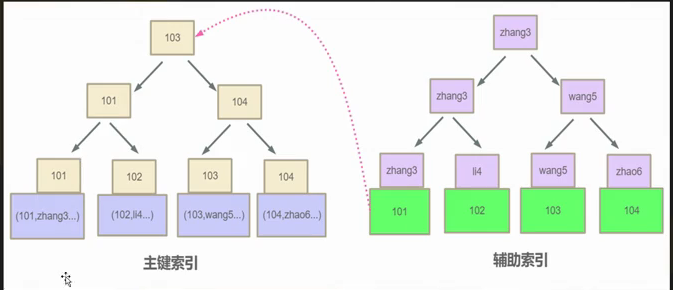 103
zhang3
101
104
zhang3
wang5
101
102
103
104
zhang3
li4
wang5
zhao6
(101,zhang3...)
(102,li4...)
(103,wang5...)
(104,zhao6...)
101
102
103
104
主键索引
辅助索引